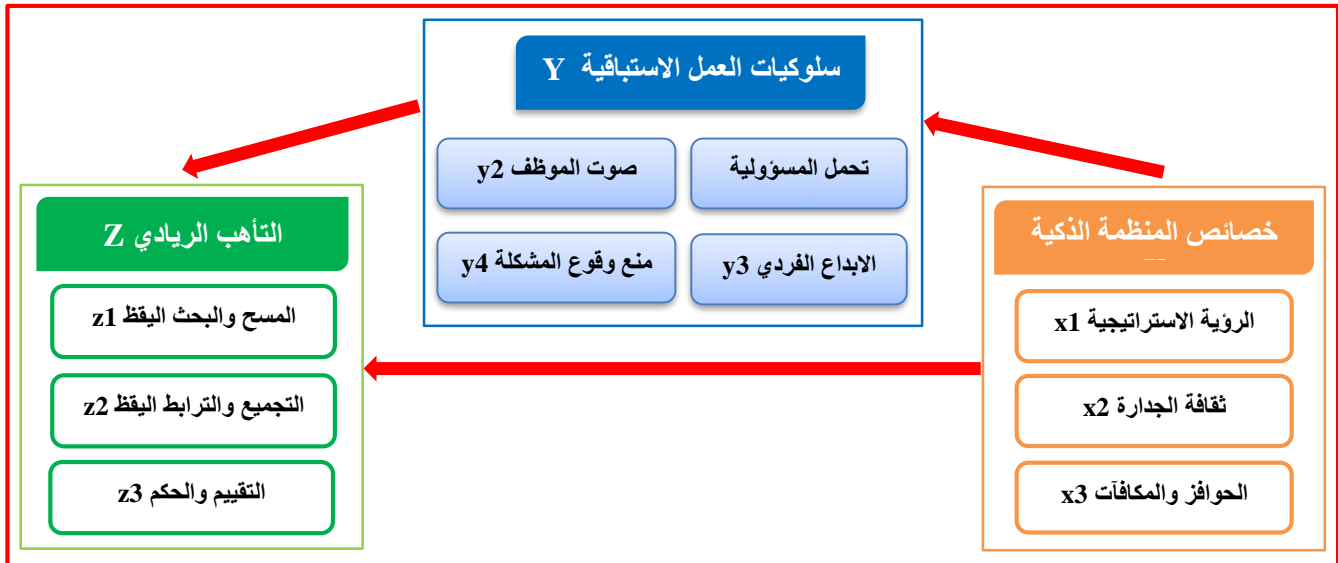 سلوكيات العمل الاستباقية Y
تحمل المسؤولية
صوت الموظف y2
الابداع الفردي y3
منع وقوع المشكلة y4
خصائص المنظمة الذكية
الرؤية الاستراتيجية x1
ثقافة الجدارة x2
الحوافز والمكافآت x3
التأهب الريادي Z
المسح والبحث اليقظ z1
التجميع والترابط اليقظ z2
التقييم والحكم z3